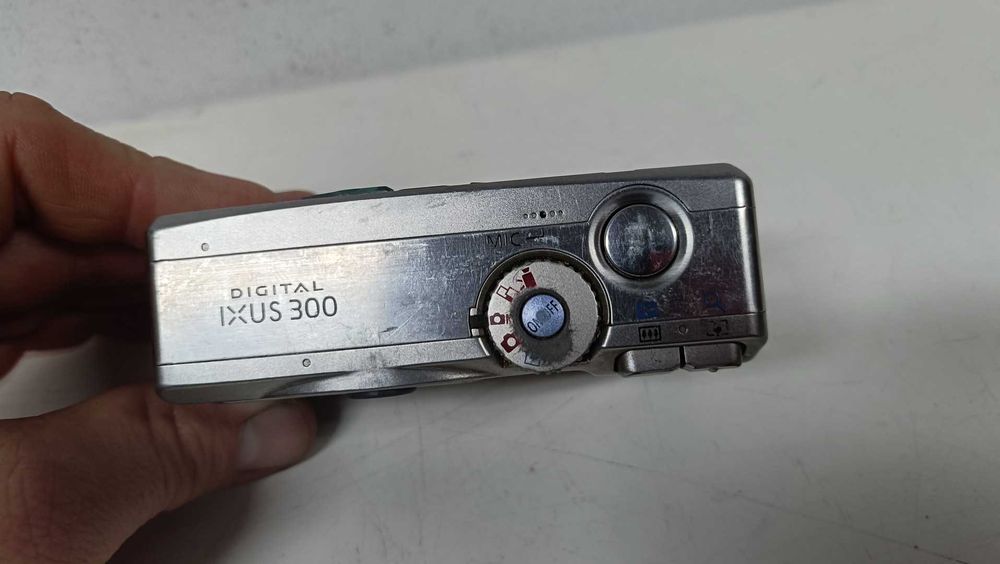 MIC
DIGITAL
IXUS 300
ON/OFF